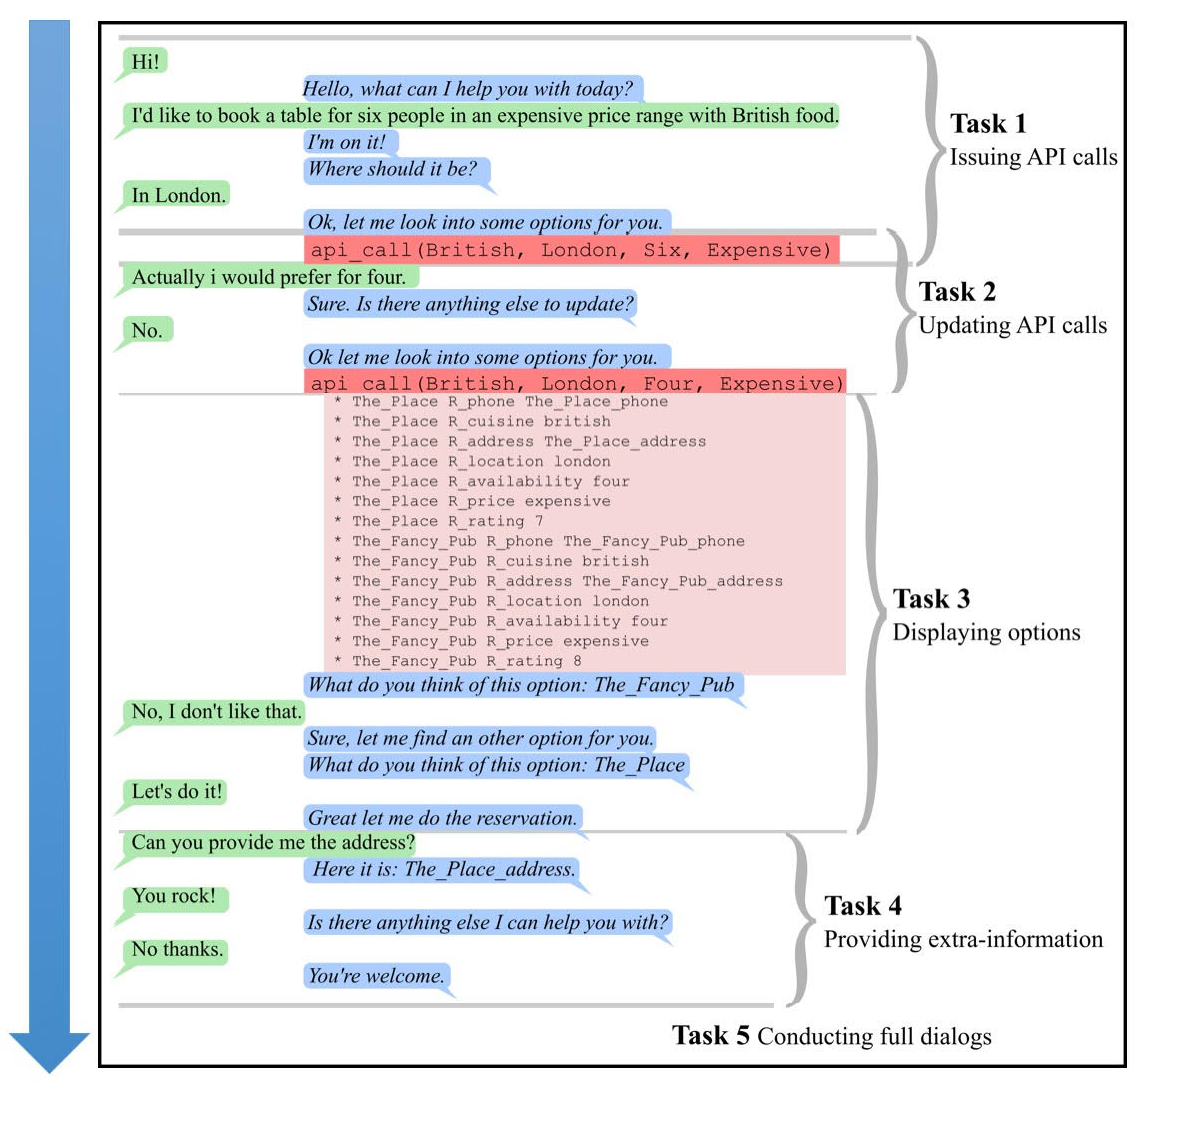 Hi!
Hello, what can I help you with today?
I'd like to book a table for six people in an expensive price range with British food.
I'm on it!
Where should it be?
In London.
Ok, let me look into some options for you.
api_call(British, London, Six, Expensive)
Task 1
Issuing API calls
Actually i would prefer for four.
Sure. Is there anything else to update?
No.
Ok let me look into some options for you.
api_call(British, London, Four, Expensive)
Task 2
Updating API calls
* The_Place R_phone The_Place_phone
* The_Place R_cuisine british
* The_Place R_address The_Place_address
* The_Place R_location london
* The_Place R_availability four
* The_Place R_price expensive
* The_Place R_rating 7
* The_Fancy_Pub R_phone The_Fancy_Pub_phone
* The_Fancy_Pub R_cuisine british
* The_Fancy_Pub R_address The_Fancy_Pub_address
* The_Fancy_Pub R_location london
* The_Fancy_Pub R_availability four
* The_Fancy_Pub R_price expensive
* The_Fancy_Pub R_rating 8
What do you think of this option: The_Fancy_Pub
No, I don't like that.
Sure, let me find an other option for you.
What do you think of this option: The_Place
Let's do it!
Great let me do the reservation.
Task 3
Displaying options
Can you provide me the address?
Here it is: The_Place_address.
You rock!
Is there anything else I can help you with?
No thanks.
You're welcome.
Task 4
Providing extra-information
Task 5 Conducting full dialogs